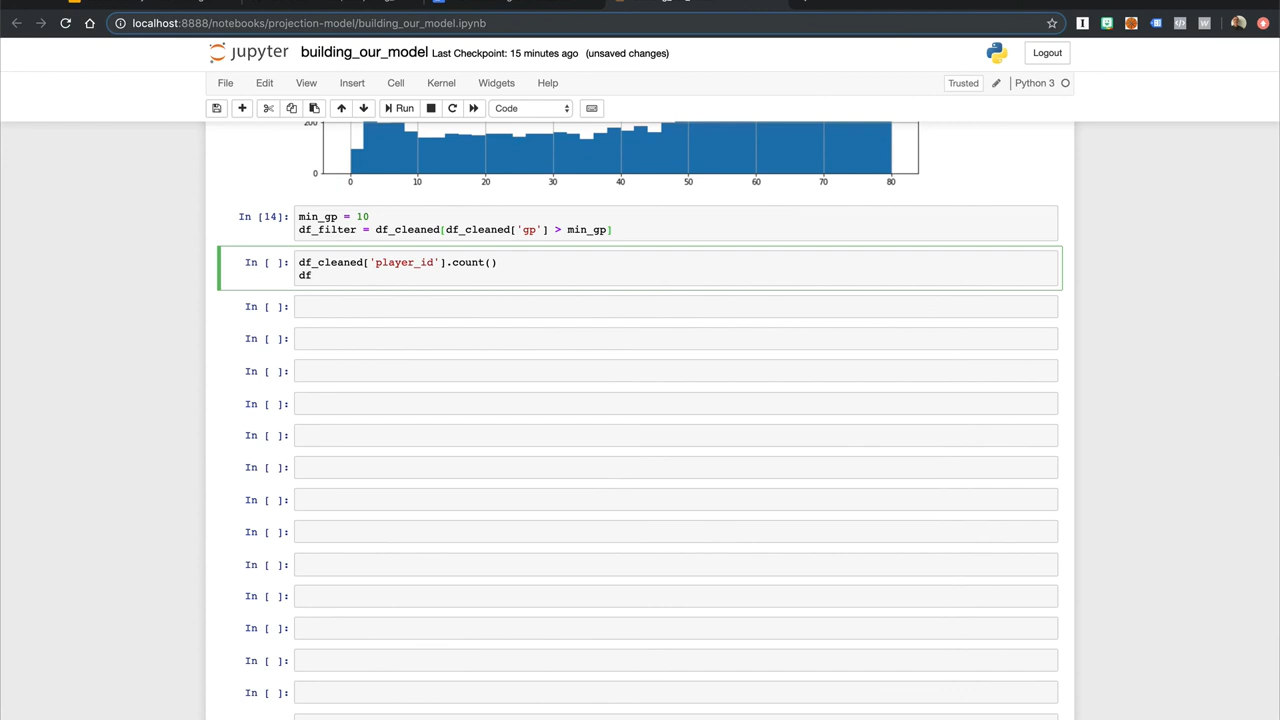 localhost:8888/notebooks/projection-model/building_our_model.ipynb
jupyter building_our_model Last Checkpoint: 15 minutes ago (unsaved changes)
Logout
File Edit View Insert Cell Kernel Widgets Help
Trusted
Python 3
Run
Code
200
0
0 10 20 30 40 50 60 70 80
In [14]:
min_gp = 10
df_filter = df_cleaned[df_cleaned['gp'] > min_gp]
In [ ]:
df_cleaned['player_id'].count()
df
In [ ]:
In [ ]:
In [ ]:
In [ ]:
In [ ]:
In [ ]:
In [ ]:
In [ ]:
In [ ]:
In [ ]:
In [ ]:
In [ ]:
In [ ]: